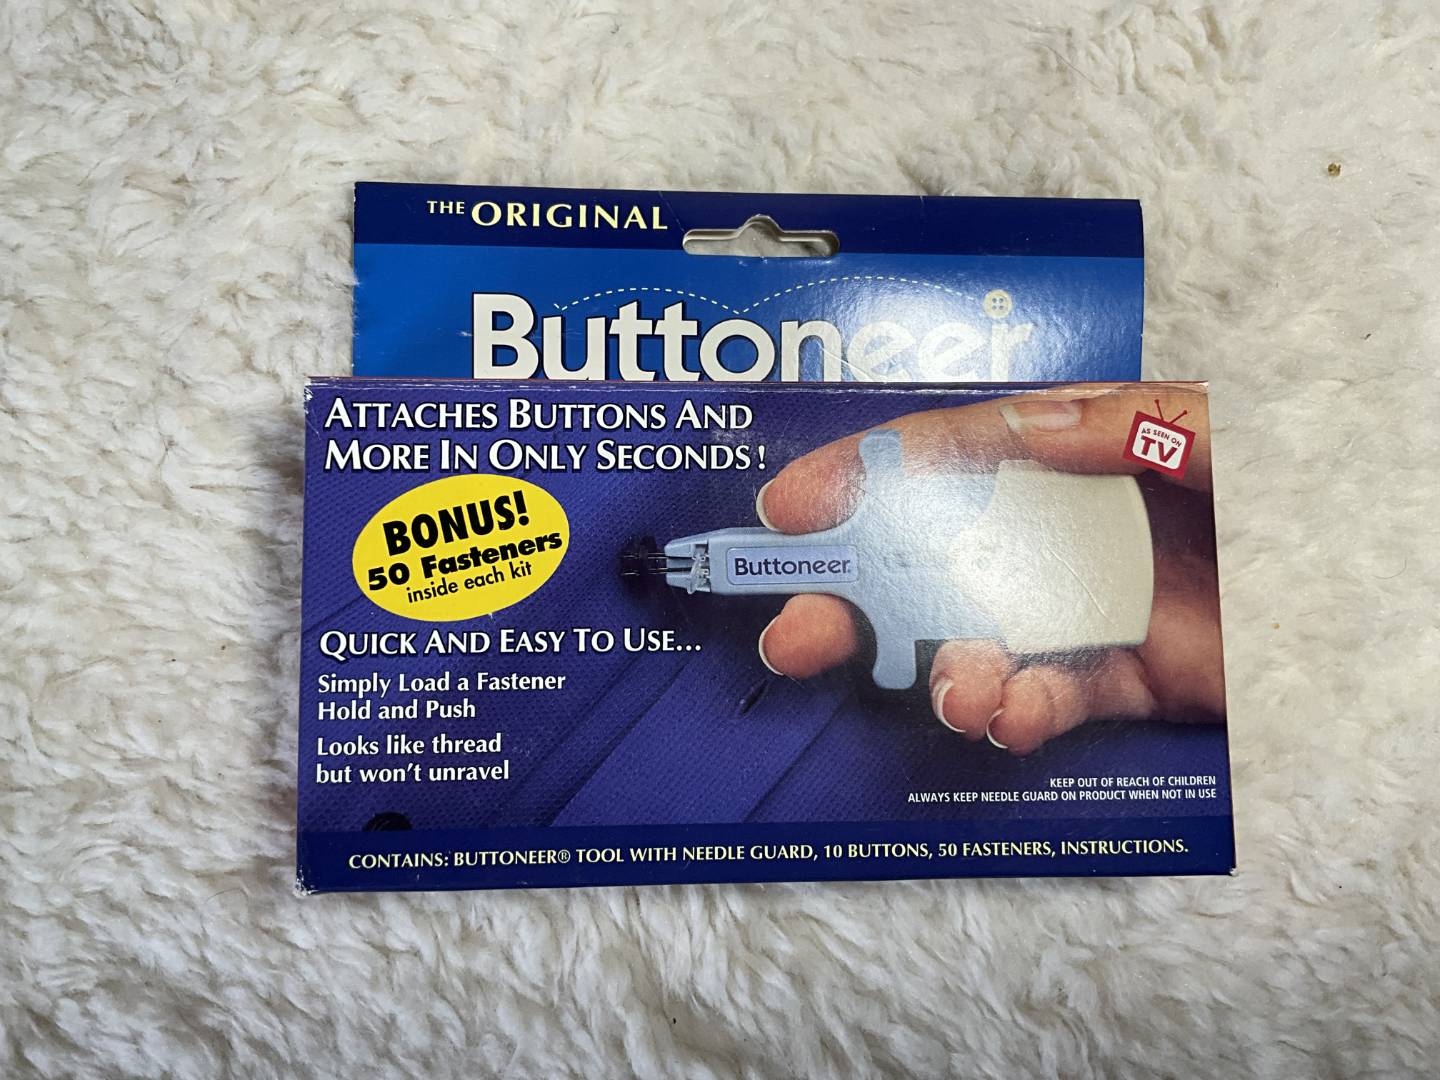 THE ORIGINAL
Buttoneer
ATTACHES BUTTONS AND
MORE IN ONLY SECONDS!
AS SEEN ON
TV
BONUS!
50 Fasteners
inside each kit
Buttoneer
QUICK AND EASY TO USE...
Simply Load a Fastener
Hold and Push
Looks like thread
but won't unravel
KEEP OUT OF REACH OF CHILDREN
ALWAYS KEEP NEEDLE GUARD ON PRODUCT WHEN NOT IN USE
CONTAINS: BUTTONEER® TOOL WITH NEEDLE GUARD, 10 BUTTONS, 50 FASTENERS, INSTRUCTIONS.